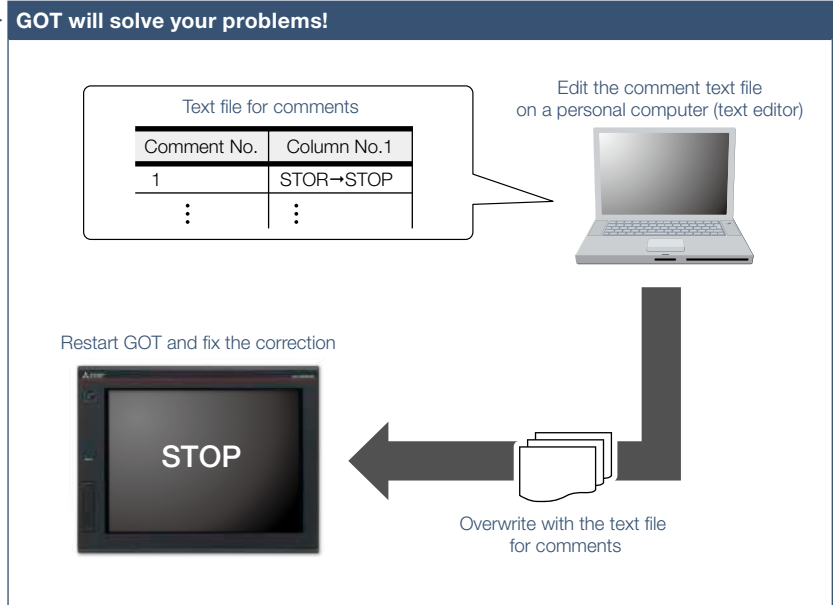 GOT will solve your problems!
Text file for comments
Comment No. Column No.1
1 STOR→STOP
⋮ ⋮
Edit the comment text file
on a personal computer (text editor)
Restart GOT and fix the correction
STOP
Overwrite with the text file
for comments